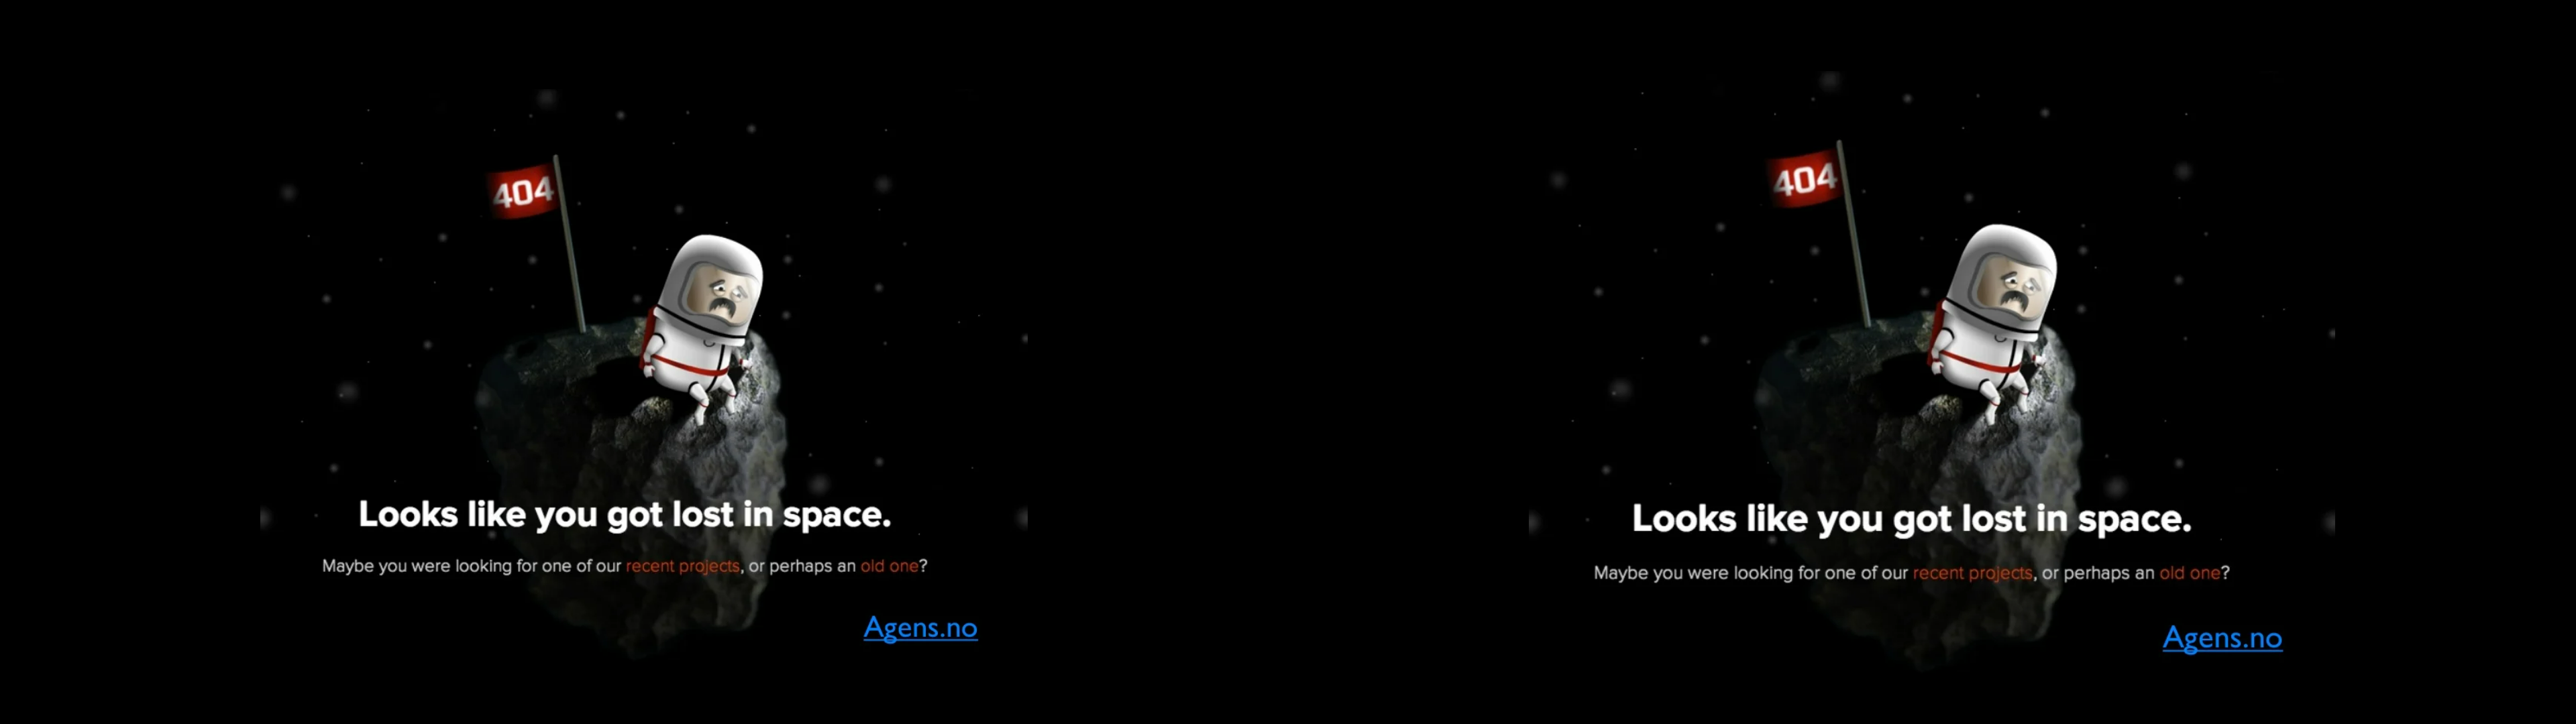 404
Looks like you got lost in space.
Maybe you were looking for one of our recent projects, or perhaps an old one?
Agens.no
404
Looks like you got lost in space.
Maybe you were looking for one of our recent projects, or perhaps an old one?
Agens.no